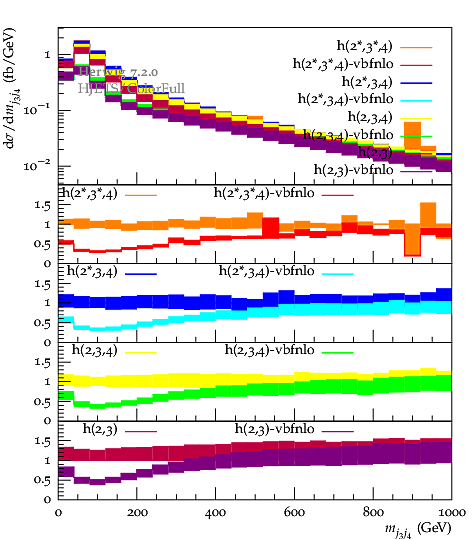 dσ/dm_{j3j4} (fb/GeV)
1
10⁻¹
10⁻²
Herwig 7.2.0
HJETS/ColorFull
h(2*,3*,4)
h(2*,3*,4)-vbfnlo
h(2*,3,4)
h(2*,3,4)-vbfnlo
h(2,3,4)
h(2,3,4)-vbfnlo
h(2,3)
h(2,3)-vbfnlo
h(2*,3*,4) h(2*,3*,4)-vbfnlo
1.5
1
0.5
0
h(2*,3,4) h(2*,3,4)-vbfnlo
1.5
1
0.5
0
h(2,3,4) h(2,3,4)-vbfnlo
1.5
1
0.5
0
h(2,3) h(2,3)-vbfnlo
1.5
1
0.5
0
0 200 400 600 800 1000
m_{j3j4} [GeV]